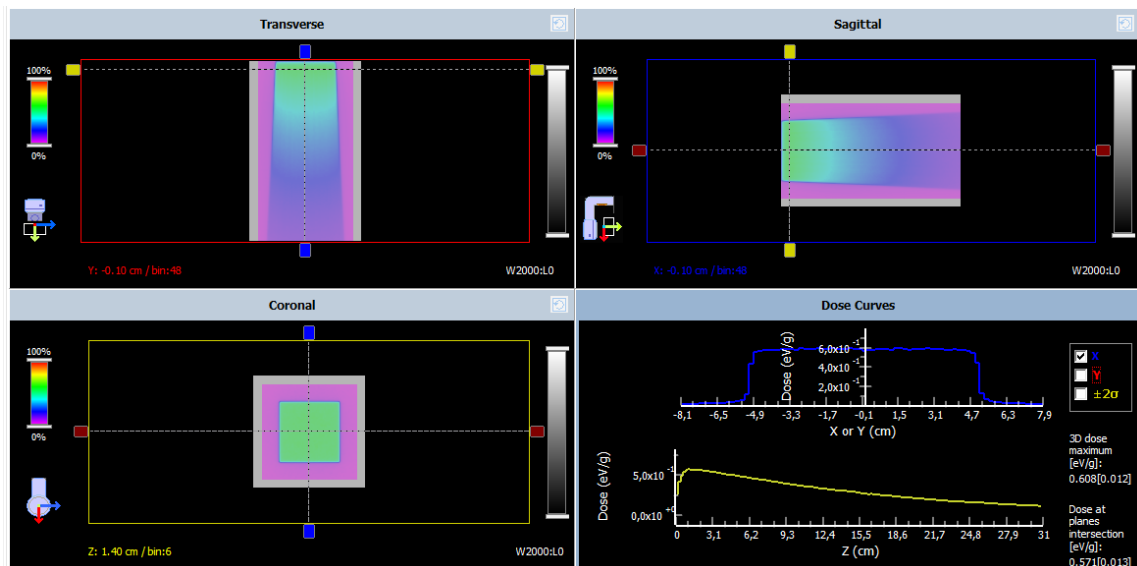 Transverse
100%
0%
Y: -0.10 cm / bin:48
W2000:L0
Sagittal
100%
0%
X: -0.10 cm / bin:48
W2000:L0
Coronal
100%
0%
Z: 1.40 cm / bin:6
W2000:L0
Dose Curves
Dose (eV/g)
6,0x10 -1
4,0x10 -1
2,0x10 -1
-8,1 -6,5 -4,9 -3,3 -1,7 -0,1 1,5 3,1 4,7 6,3 7,9
X or Y (cm)
X
Y
±2σ
Dose (eV/g)
5,0x10 -1
0,0x10 +0
0 3,1 6,2 9,3 12,4 15,5 18,6 21,7 24,8 27,9 31
Z (cm)
3D dose
maximum
[eV/g]:
0.608[0.012]
Dose at
planes
intersection
[eV/g]:
0.571[0.013]